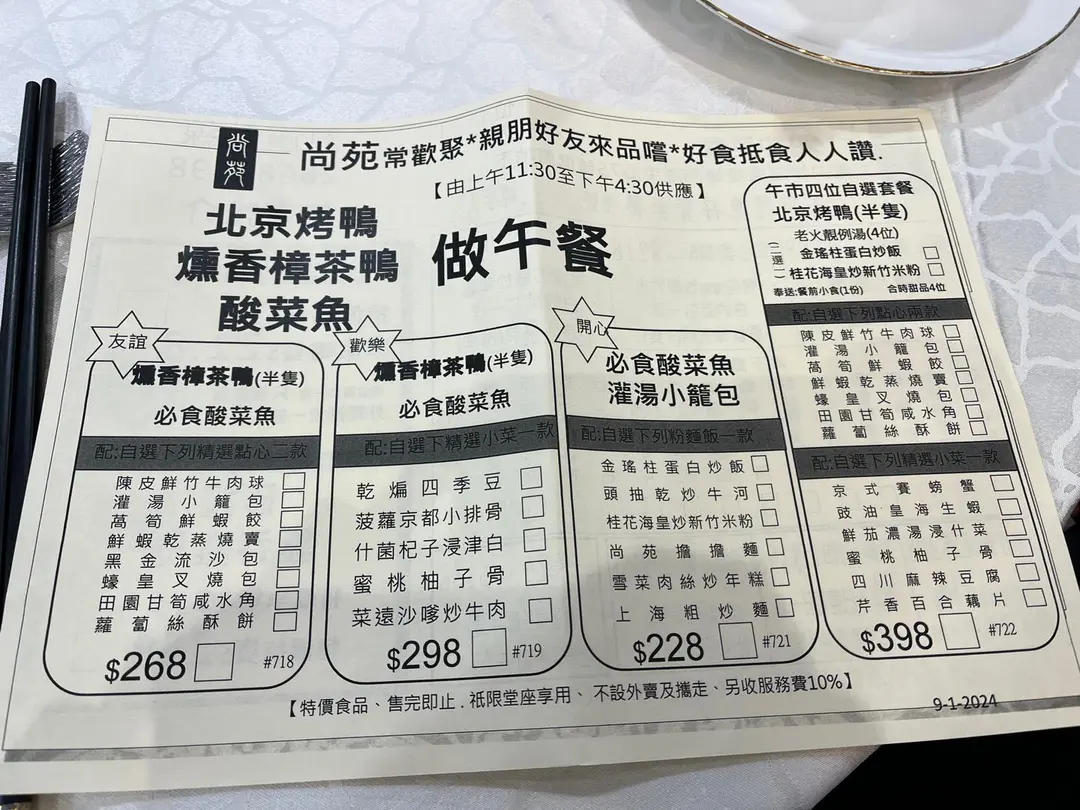 尚苑
尚苑常歡聚*親朋好友來品嚐*好食抵食人人讚.
【由上午11:30至下午4:30供應】
北京烤鴨
燻香樟茶鴨
酸菜魚
做午餐
友誼
燻香樟茶鴨(半隻)
必食酸菜魚
配:自選下列精選點心三款
陳皮鮮竹牛肉球
灌湯小籠包
萵筍鮮蝦餃
鮮蝦乾蒸燒賣
黑金流沙包
蠔皇叉燒包
田園甘筍咸水角
蘿蔔絲酥餅
$268
#718
歡樂
燻香樟茶鴨(半隻)
必食酸菜魚
配:自選下精選小菜一款
乾煸四季豆
菠蘿京都小排骨
什菌杞子浸津白
蜜桃柚子骨
菜遠沙嗲炒牛肉
$298
#719
開心
必食酸菜魚
灌湯小籠包
配:自選下列粉麵飯一款
金瑤柱蛋白炒飯
頭抽乾炒牛河
桂花海皇炒新竹米粉
尚苑擔擔麵
雪菜肉絲炒年糕
上海粗炒麵
$228
#721
午市四位自選套餐
北京烤鴨(半隻)
老火靚例湯(4位)
(二選一)
金瑤柱蛋白炒飯
桂花海皇炒新竹米粉
奉送:餐前小食(1份) 合時甜品4位
配:自選下列點心兩款
陳皮鮮竹牛肉球
灌湯小籠包
萵筍鮮蝦餃
鮮蝦乾蒸燒賣
蠔皇叉燒包
田園甘筍咸水角
蘿蔔絲酥餅
配:自選下列精選小菜一款
京式賽螃蟹
豉油皇海生蝦
鮮茄濃湯浸什菜
蜜桃柚子骨
四川麻辣豆腐
芹香百合藕片
$398
#722
【特價食品、售完即止.祇限堂座享用、不設外賣及攜走、另收服務費10%】
9-1-2024